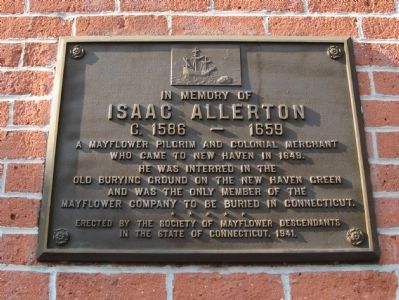 IN MEMORY OF
ISAAC ALLERTON
C. 1586 — 1659
A MAYFLOWER PILGRIM AND COLONIAL MERCHANT
WHO CAME TO NEW HAVEN IN 1649.
HE WAS INTERRED IN THE
OLD BURYING GROUND ON THE NEW HAVEN GREEN
AND WAS THE ONLY MEMBER OF THE
MAYFLOWER COMPANY TO BE BURIED IN CONNECTICUT.
* * * * *
ERECTED BY THE SOCIETY OF MAYFLOWER DESCENDANTS
IN THE STATE OF CONNECTICUT, 1941.